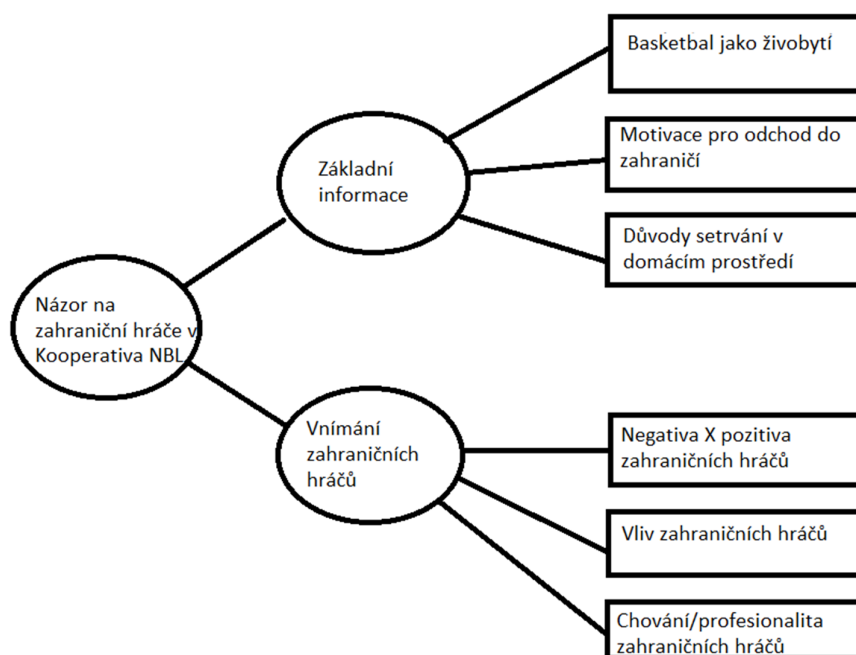 Basketbal jako živobytí
Motivace pro odchod do
zahraničí
Základní
informace
Důvody setrvání v
domácím prostředí
Názor na
zahraniční hráče v
Kooperativa NBL
Vnímání
zahraničních
hráčů
Negativa X pozitiva
zahraničních hráčů
Vliv zahraničních hráčů
Chování/profesionalita
zahraničních hráčů